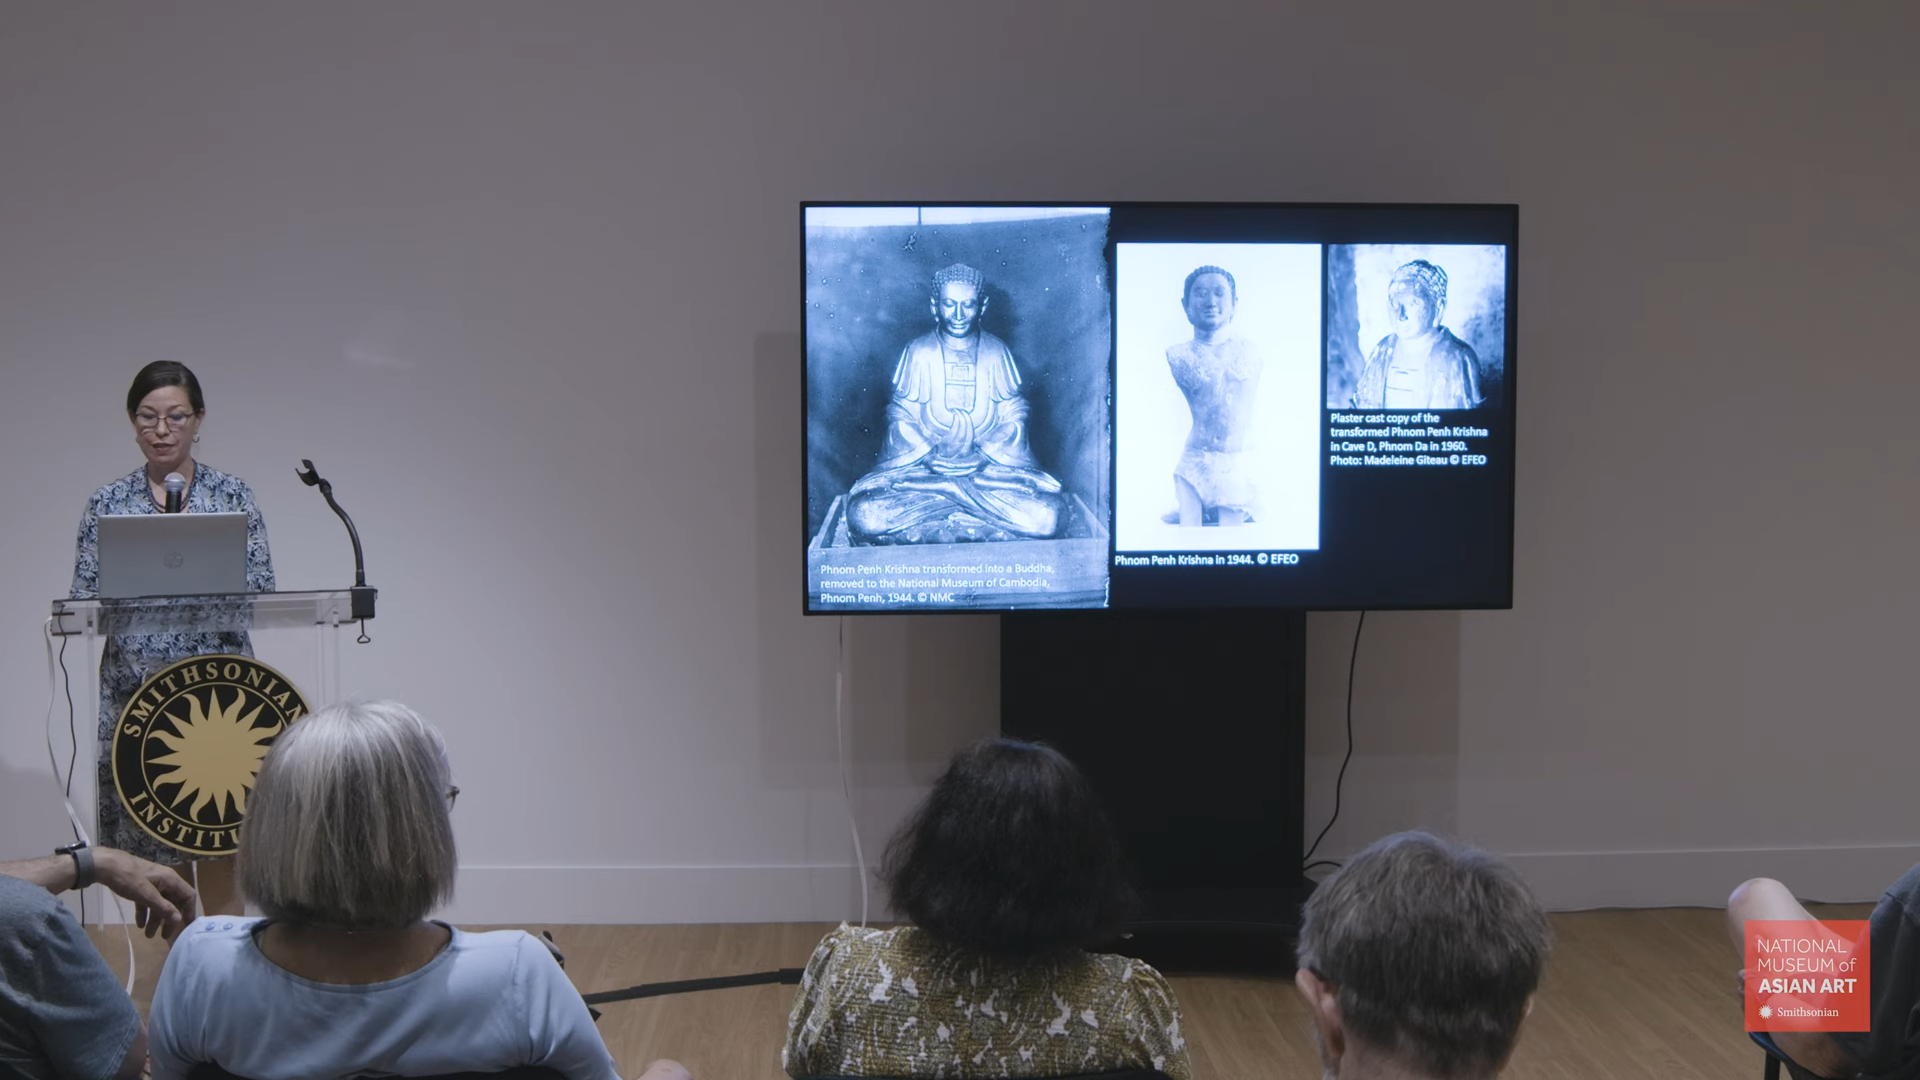 Phnom Penh Krishna transformed into a Buddha,
removed to the National Museum of Cambodia,
Phnom Penh, 1944. © NMC
Phnom Penh Krishna in 1944. © EFEO
Plaster cast copy of the
transformed Phnom Penh Krishna
in Cave D, Phnom Da in 1960.
Photo: Madeleine Giteau © EFEO
SMITHSONIAN
INSTITU
NATIONAL
MUSEUM of
ASIAN ART
Smithsonian